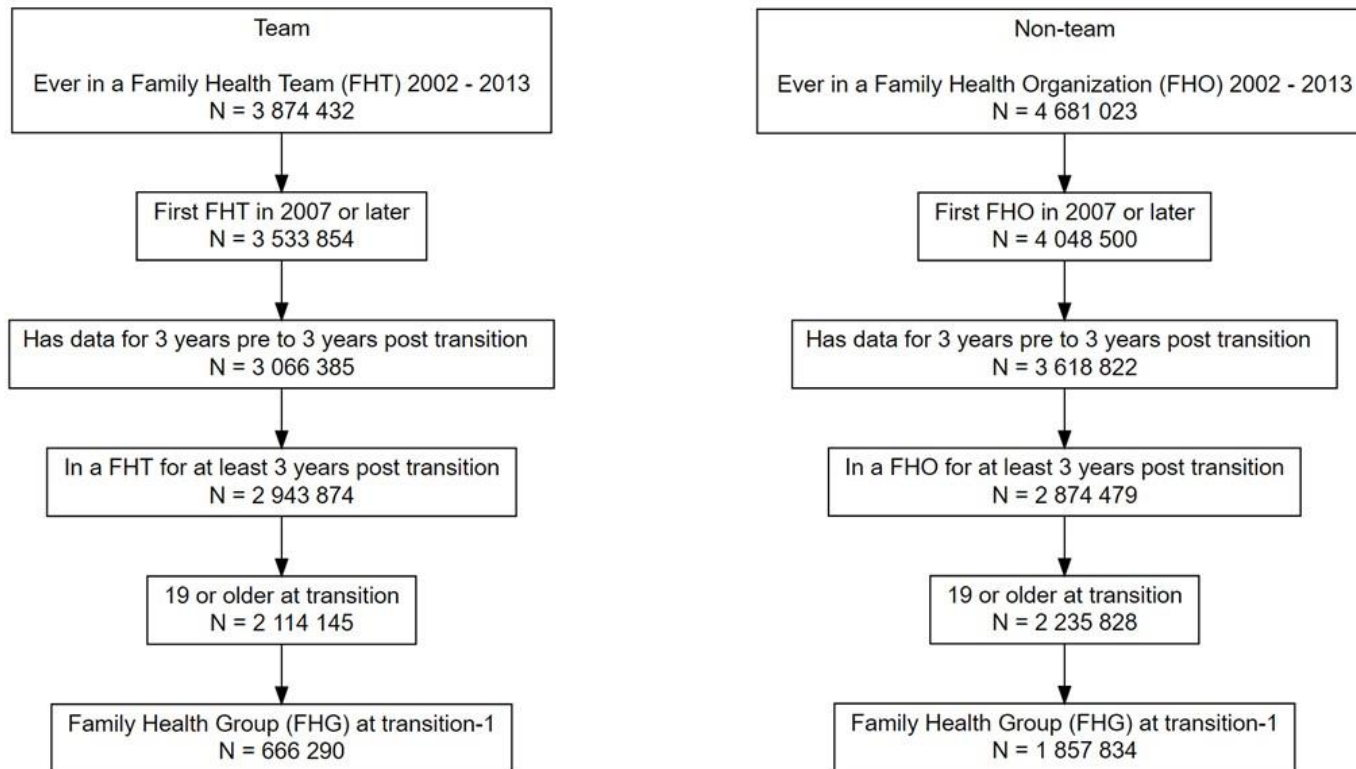 Team
Ever in a Family Health Team (FHT) 2002 - 2013
N = 3 874 432
First FHT in 2007 or later
N = 3 533 854
Has data for 3 years pre to 3 years post transition
N = 3 066 385
In a FHT for at least 3 years post transition
N = 2 943 874
19 or older at transition
N = 2 114 145
Family Health Group (FHG) at transition-1
N = 666 290
Non-team
Ever in a Family Health Organization (FHO) 2002 - 2013
N = 4 681 023
First FHO in 2007 or later
N = 4 048 500
Has data for 3 years pre to 3 years post transition
N = 3 618 822
In a FHO for at least 3 years post transition
N = 2 874 479
19 or older at transition
N = 2 235 828
Family Health Group (FHG) at transition-1
N = 1 857 834